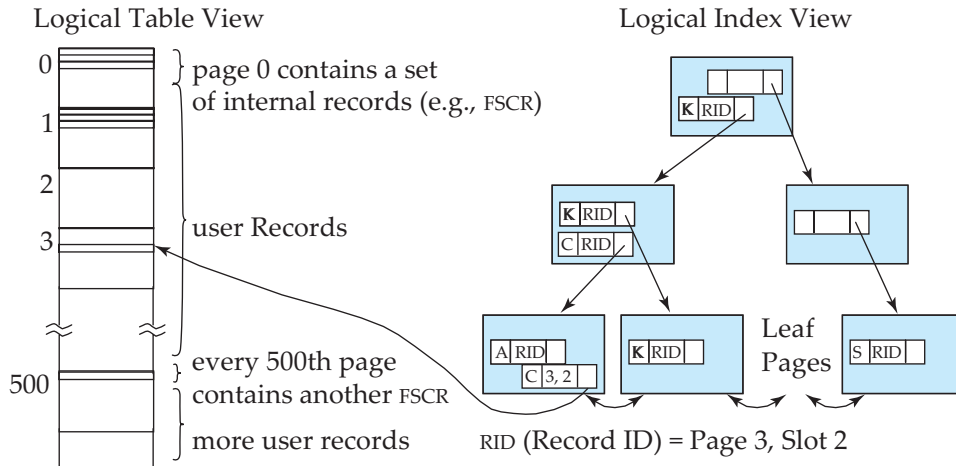 Logical Table View
0
page 0 contains a set
of internal records (e.g., FSCR)
1
2
user Records
3
every 500th page
500
contains another FSCR
more user records
Logical Index View
K RID
K RID
C RID
A RID
C 3, 2
K RID
Leaf
Pages
S RID
RID (Record ID) = Page 3, Slot 2